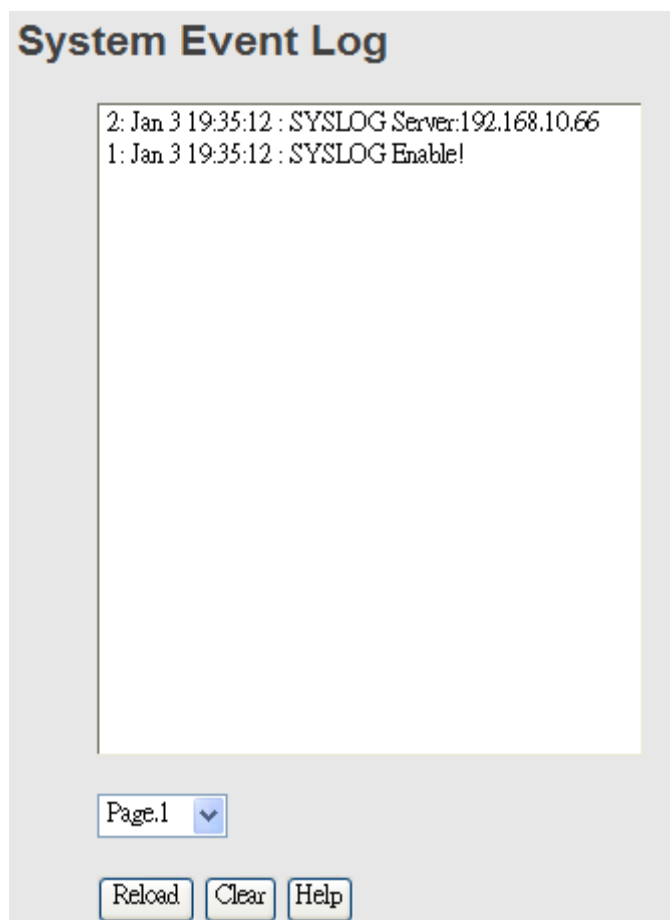 System Event Log
2: Jan 3 19:35:12 : SYSLOG Server:192.168.10.66
1: Jan 3 19:35:12 : SYSLOG Enable!
Page.1
Reload Clear Help